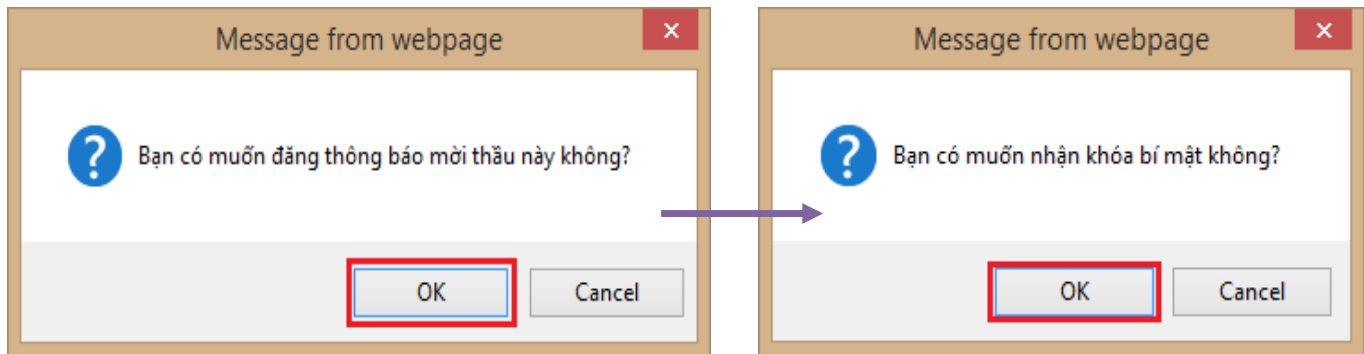 Message from webpage
Bạn có muốn đăng thông báo mời thầu này không?
OK
Cancel
Message from webpage
Bạn có muốn nhận khóa bí mật không?
OK
Cancel